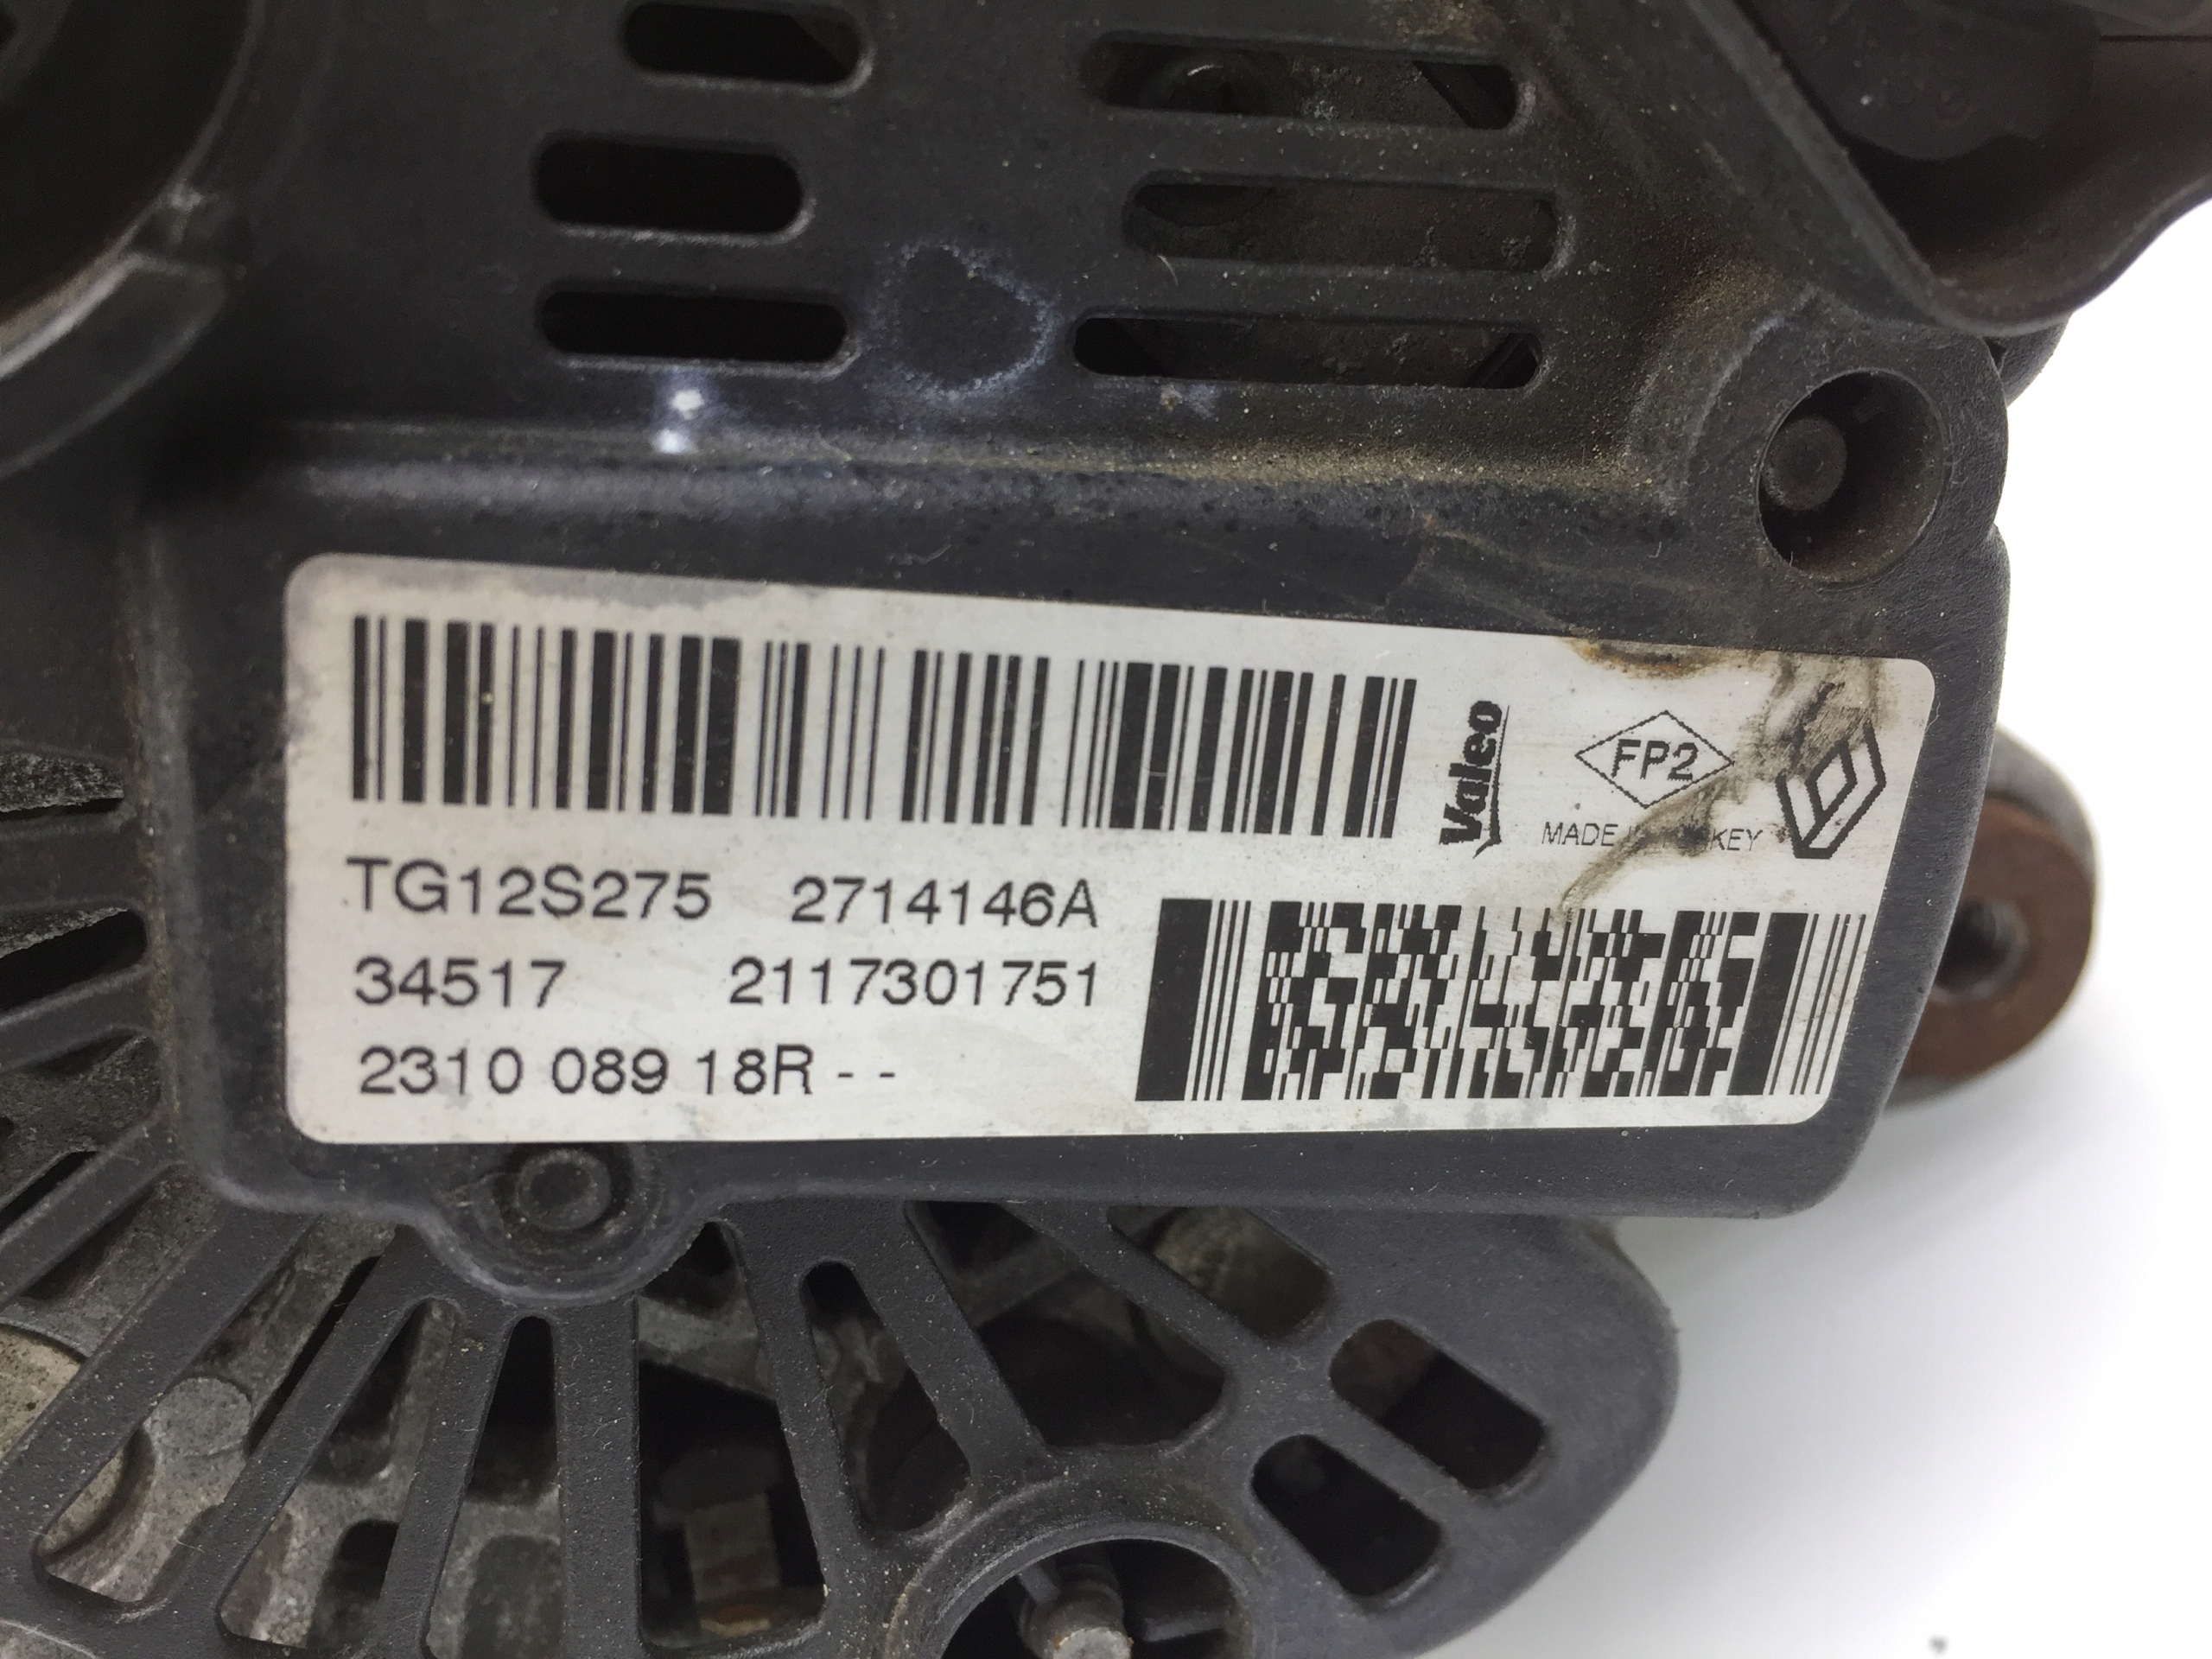 Valeo
FP2
MADE KEY
TG12S275 2714146A
34517 2117301751
2310 089 18R - -